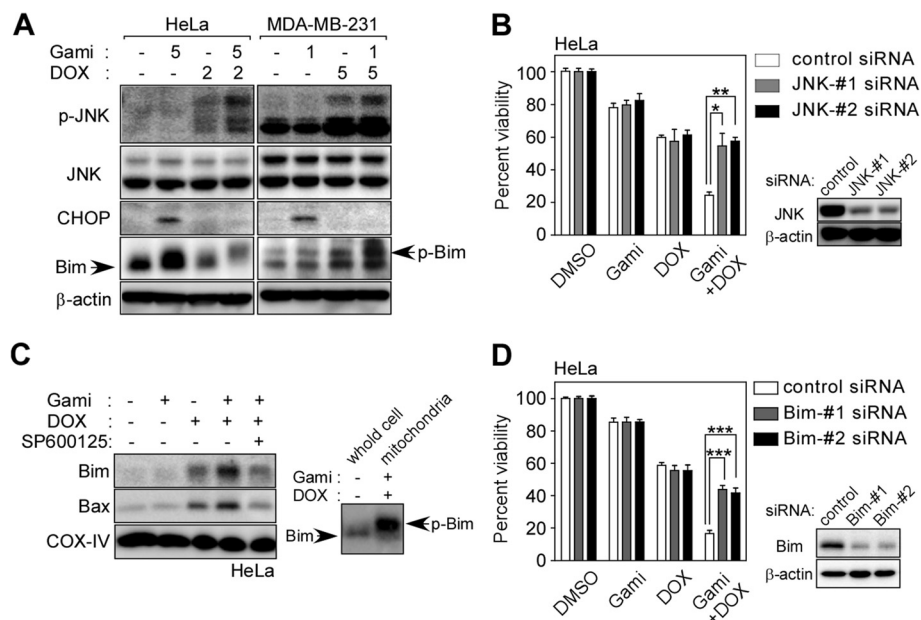 A
HeLa MDA-MB-231
Gami : - 5 - 5 - 1 - 1
DOX : - - 2 2 - - 5 5
p-JNK
JNK
CHOP
Bim
p-Bim
β-actin
B
HeLa
Percent viability
100
80
60
40
20
0
DMSO
Gami
DOX
Gami
+DOX
**
*
control siRNA
JNK-#1 siRNA
JNK-#2 siRNA
siRNA: control JNK-#1 JNK-#2
JNK
β-actin
C
Gami : - + - + +
DOX : - - + + +
SP600125: - - - - +
Bim
Bax
COX-IV
HeLa
whold cell
mitochondria
Gami : - +
DOX : - +
Bim
p-Bim
D
HeLa
Percent viability
100
80
60
40
20
0
DMSO
Gami
DOX
Gami
+DOX
***
***
control siRNA
Bim-#1 siRNA
Bim-#2 siRNA
siRNA: control Bim-#1 Bim-#2
Bim
β-actin